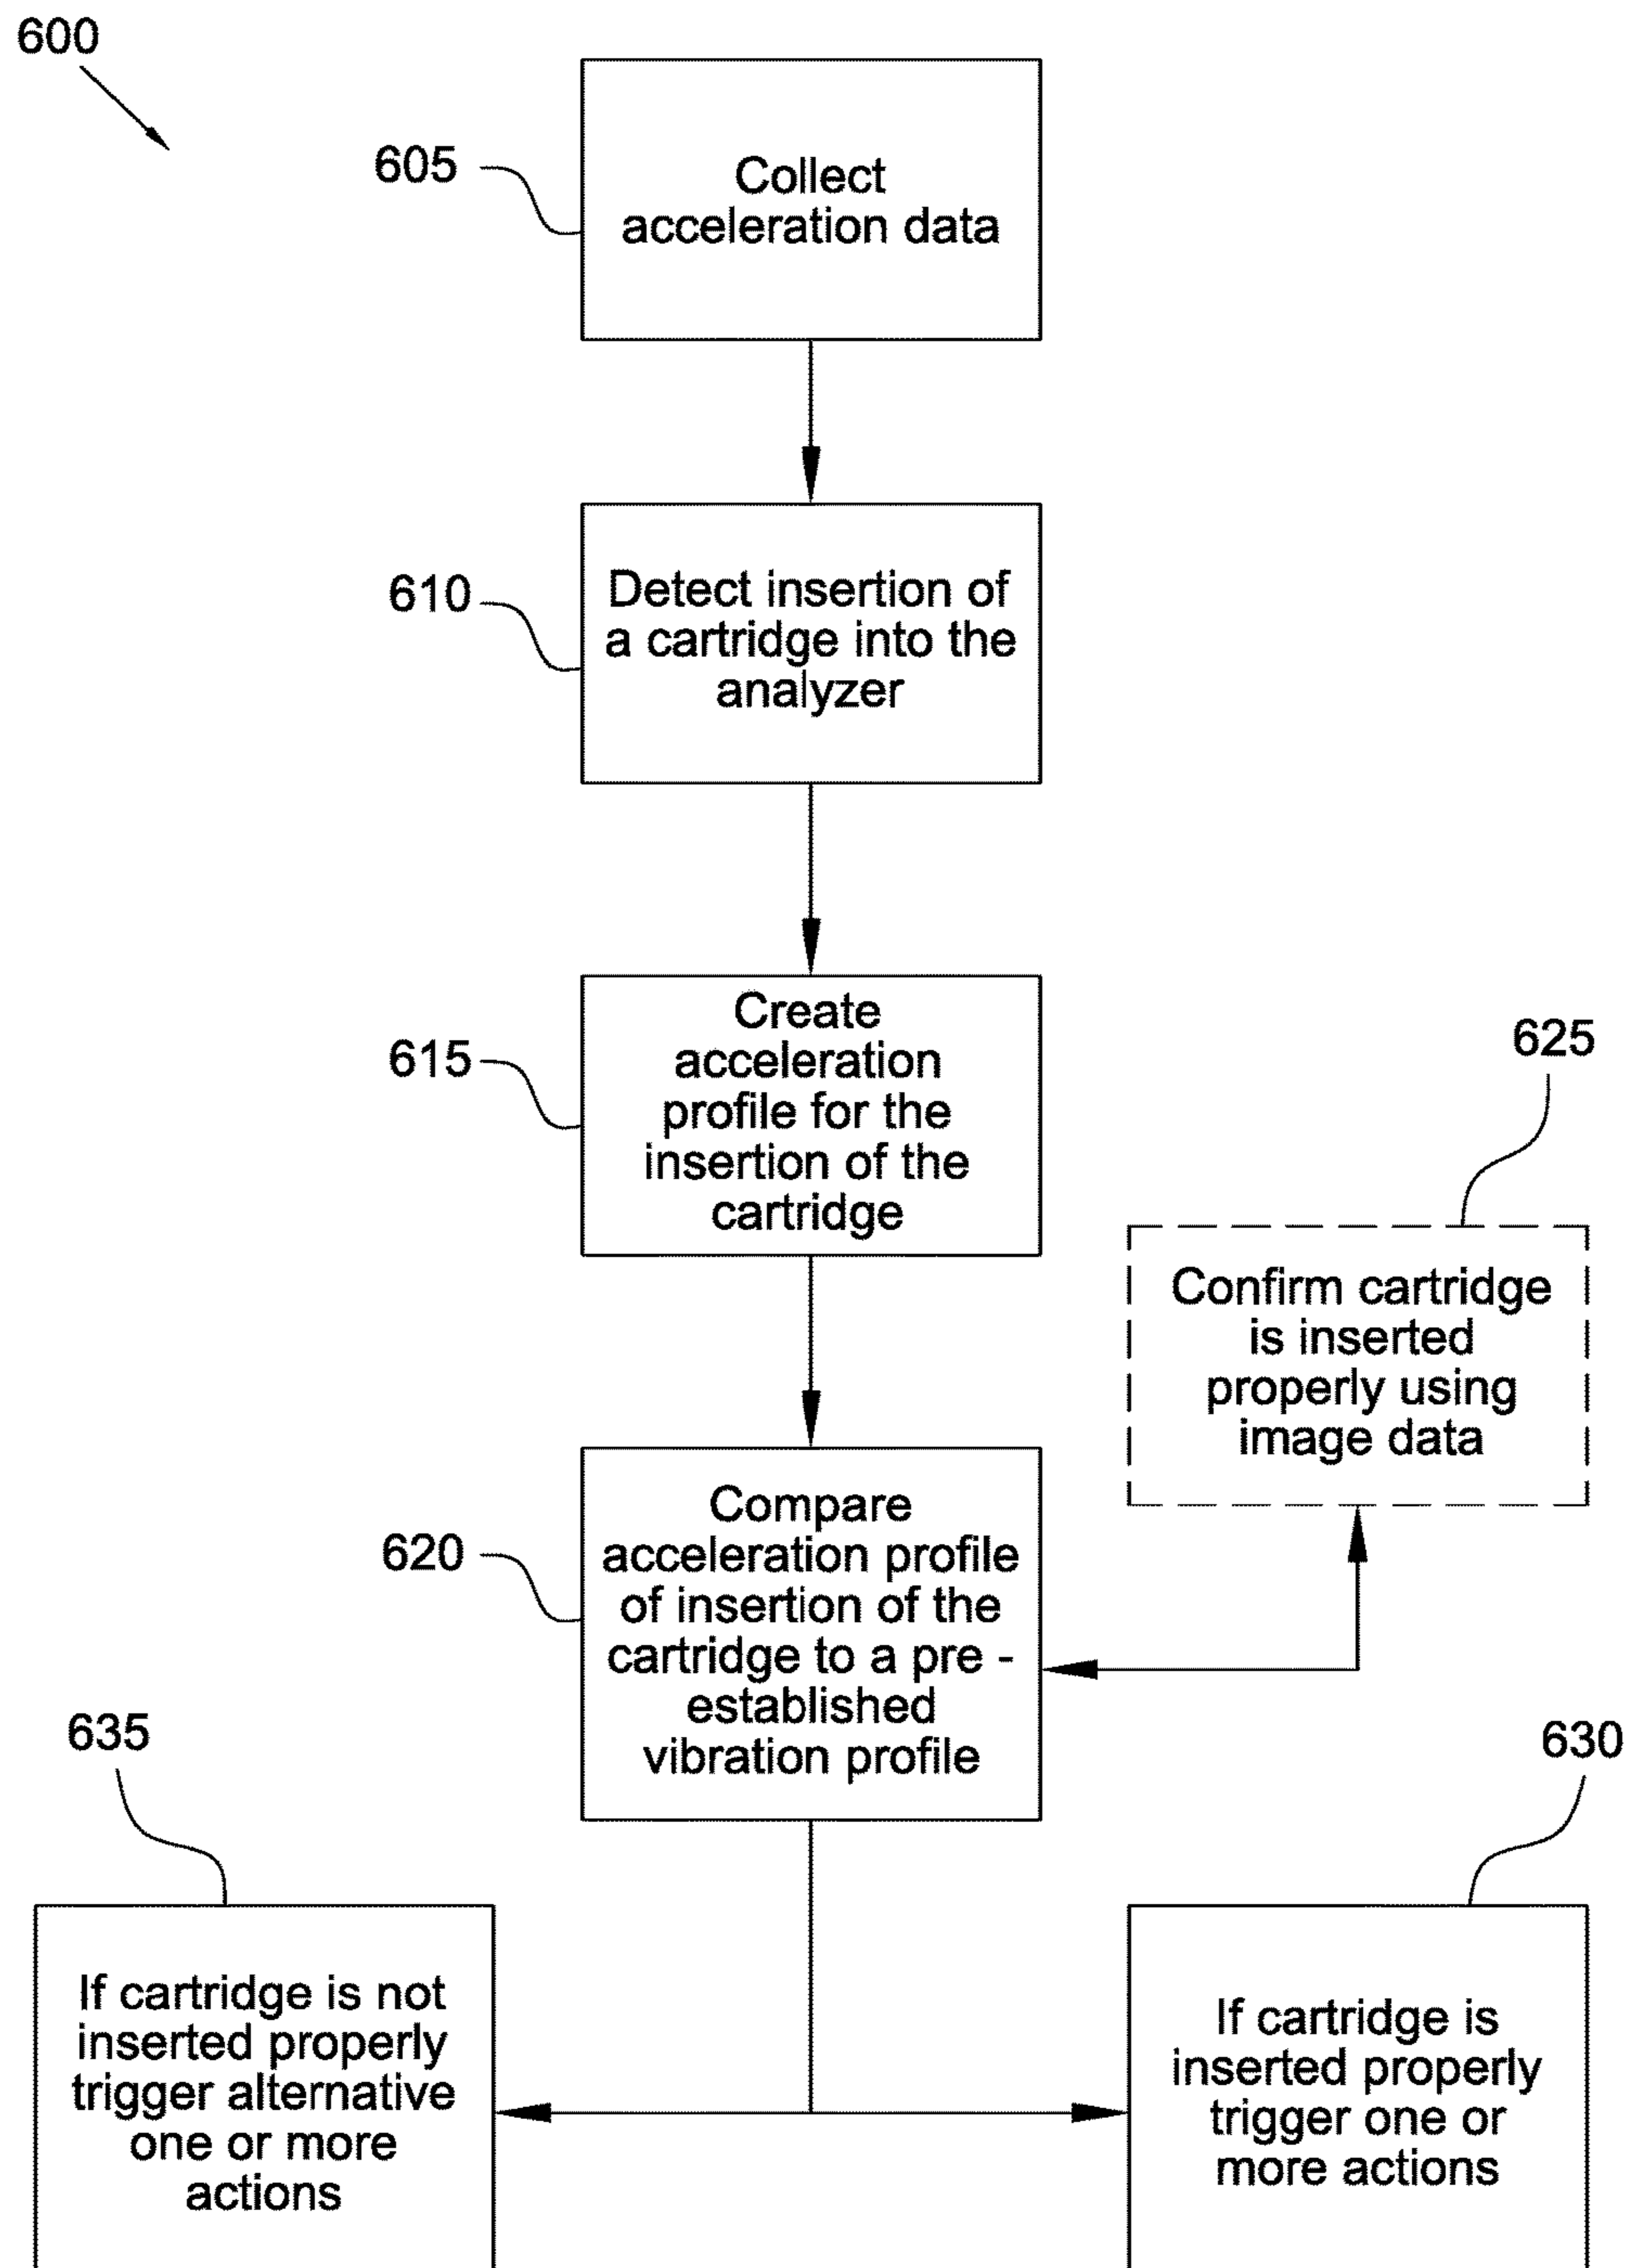 600
605
Collect
acceleration data
610
Detect insertion of
a cartridge into the
analyzer
615
Create
acceleration
profile for the
insertion of the
cartridge
625
Confirm cartridge
is inserted
properly using
image data
620
Compare
acceleration profile
of insertion of the
cartridge to a pre -
established
vibration profile
635
If cartridge is not
inserted properly
trigger alternative
one or more
actions
630
If cartridge is
inserted properly
trigger one or
more actions